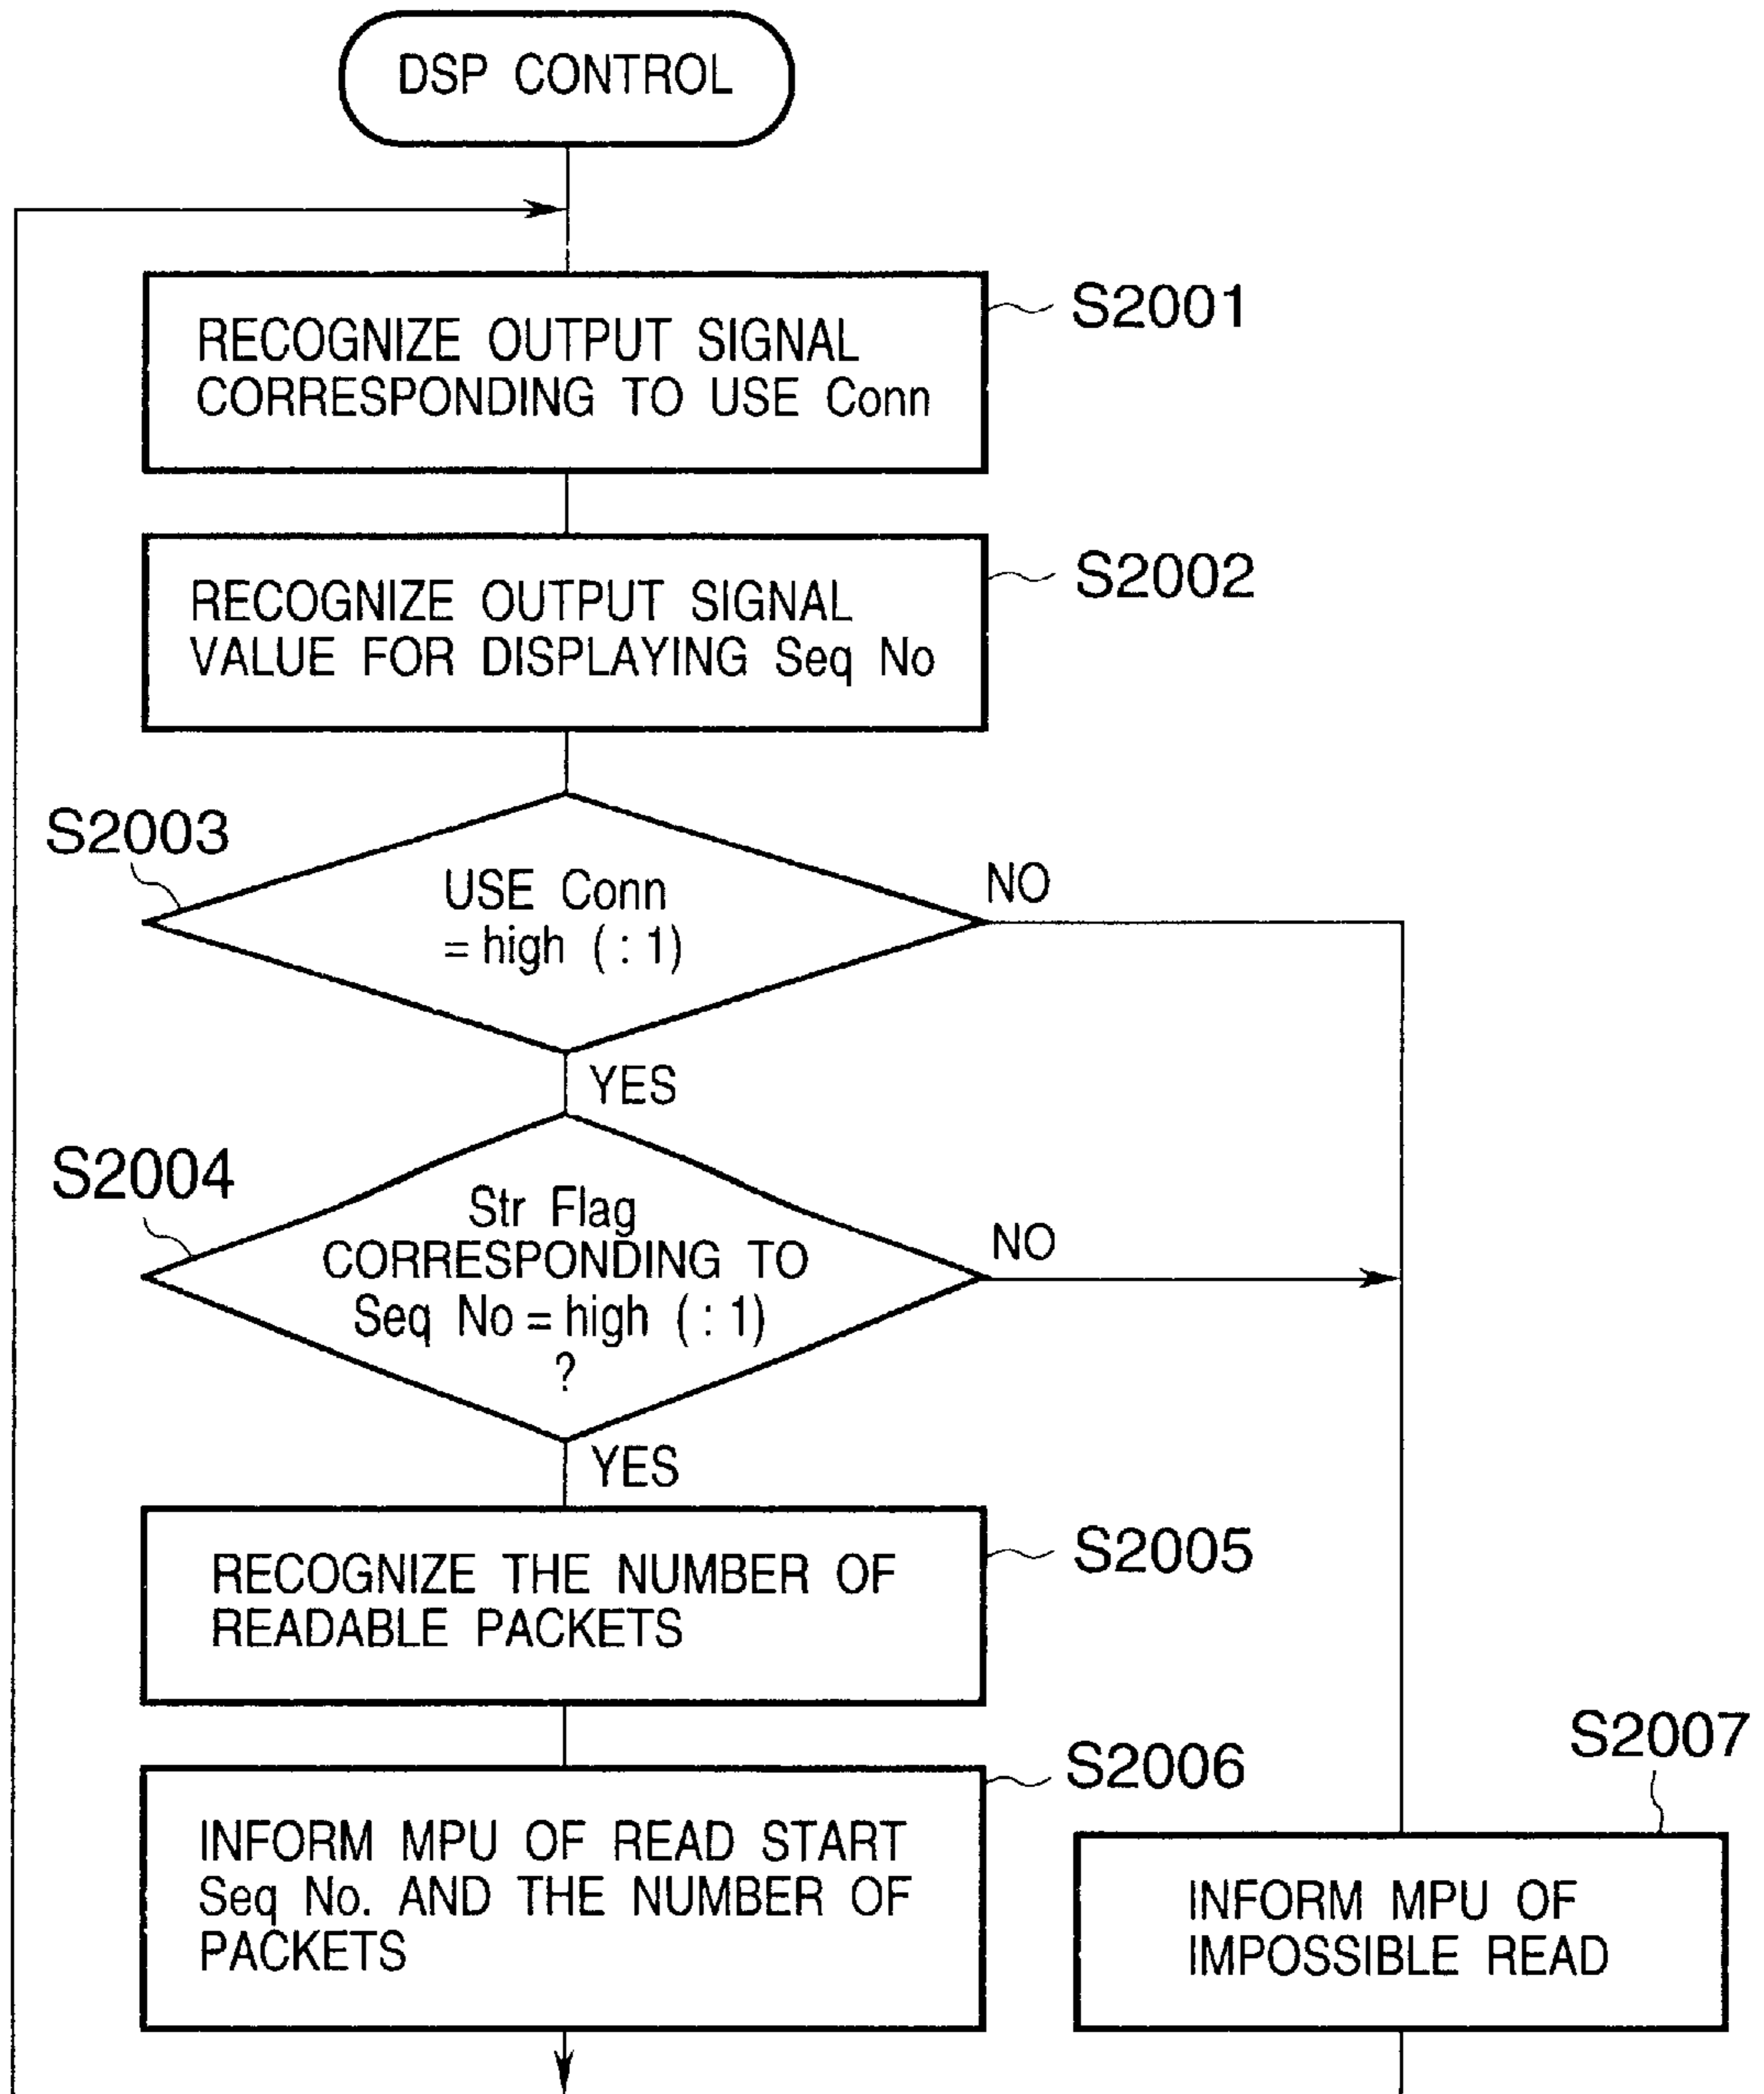 DSP CONTROL
RECOGNIZE OUTPUT SIGNAL
CORRESPONDING TO USE Conn
S2001
RECOGNIZE OUTPUT SIGNAL
VALUE FOR DISPLAYING Seq No
S2002
S2003
USE Conn
= high ( : 1)
NO
YES
S2004
Str Flag
CORRESPONDING TO
Seq No = high ( : 1)
?
NO
YES
RECOGNIZE THE NUMBER OF
READABLE PACKETS
S2005
INFORM MPU OF READ START
Seq No. AND THE NUMBER OF
PACKETS
S2006
S2007
INFORM MPU OF
IMPOSSIBLE READ